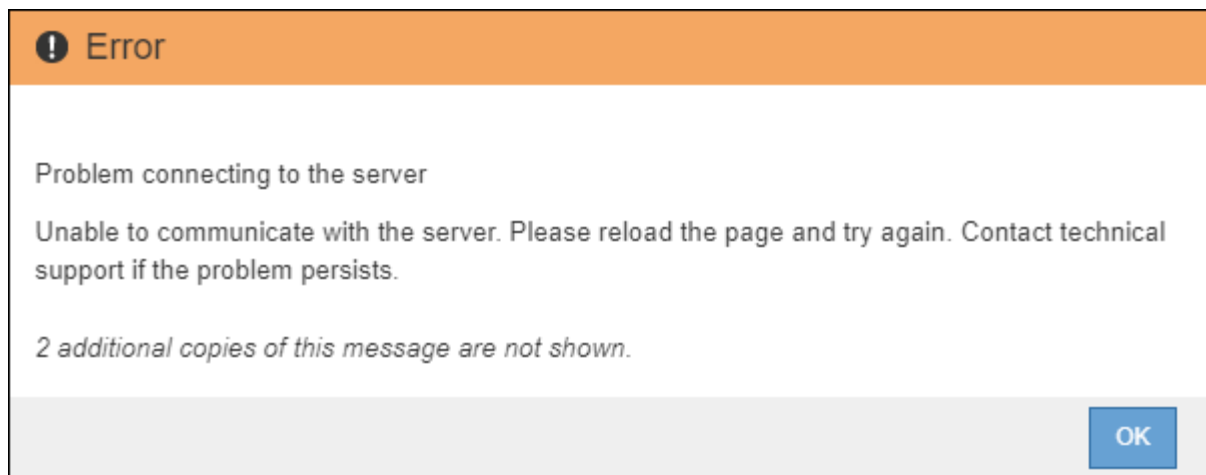 Error
Problem connecting to the server
Unable to communicate with the server. Please reload the page and try again. Contact technical
support if the problem persists.
2 additional copies of this message are not shown.
OK